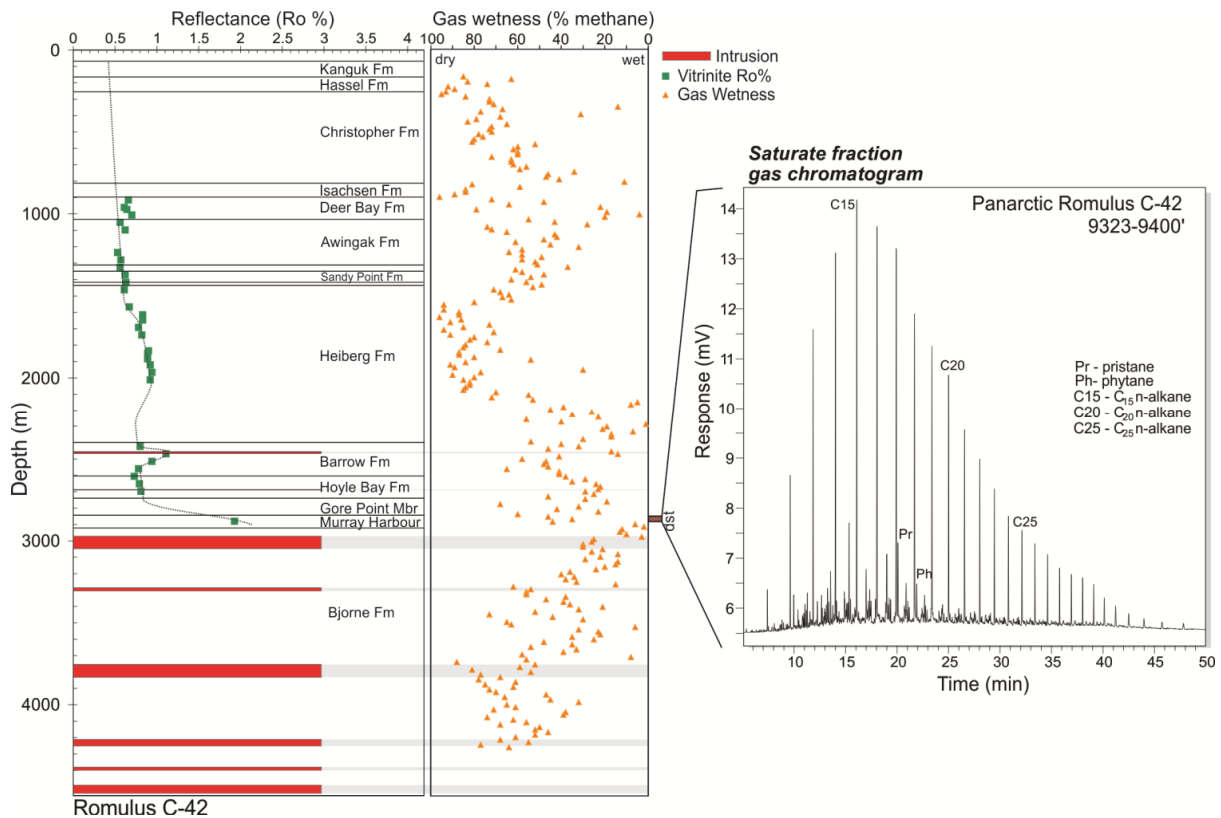 Reflectance (Ro %)
0 0.5 1 1.5 2 2.5 3 3.5 4
Gas wetness (% methane)
100 80 60 40 20 0
dry wet
Intrusion
Vitrinite Ro%
Gas Wetness
Depth (m)
0
1000
2000
3000
4000
Kanguk Fm
Hassel Fm
Christopher Fm
Isachsen Fm
Deer Bay Fm
Awingak Fm
Sandy Point Fm
Heiberg Fm
Barrow Fm
Hoyle Bay Fm
Gore Point Mbr
Murray Harbour
Bjorne Fm
dst
Romulus C-42
Saturate fraction
gas chromatogram
Panarctic Romulus C-42
9323-9400'
Response (mV)
14
13
12
11
10
9
8
7
6
C15
C20
C25
Pr
Ph
Pr - pristane
Ph- phytane
C15 - C15n-alkane
C20 - C20n-alkane
C25 - C25n-alkane
10 15 20 25 30 35 40 45 50
Time (min)